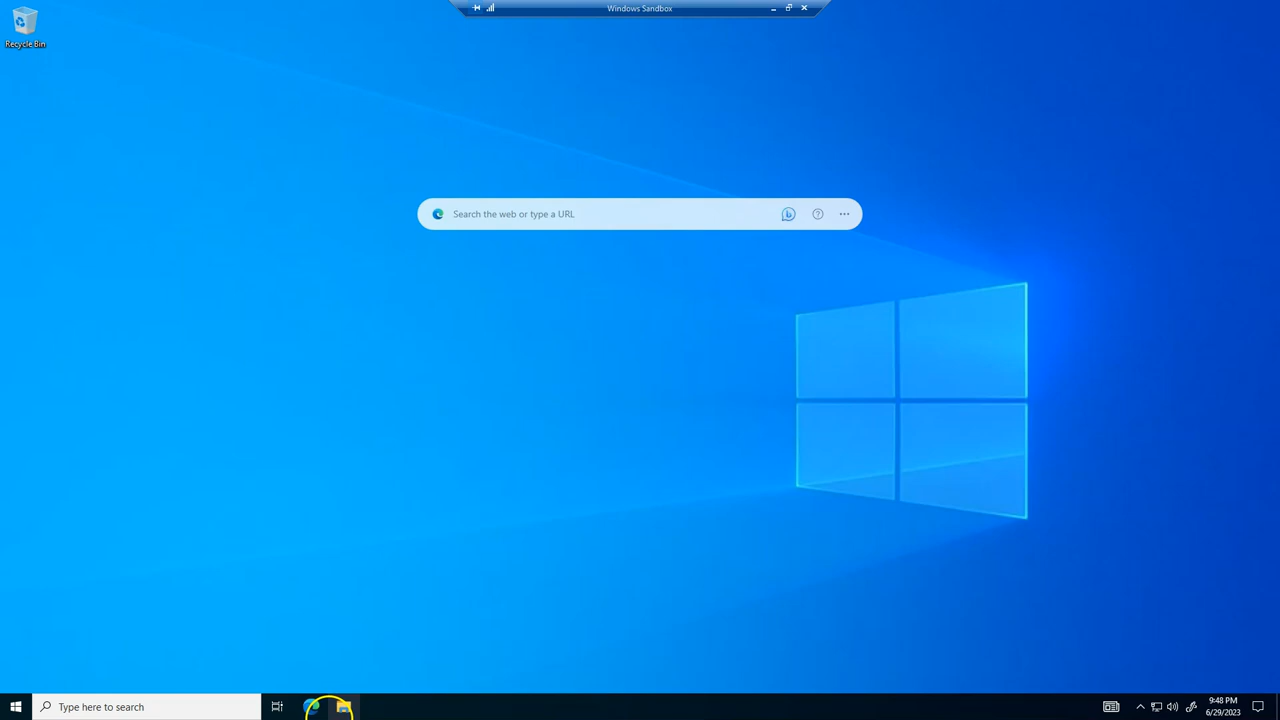 Windows Sandbox
Recycle Bin
Search the web or type a URL
Type here to search
9:48 PM
6/29/2023